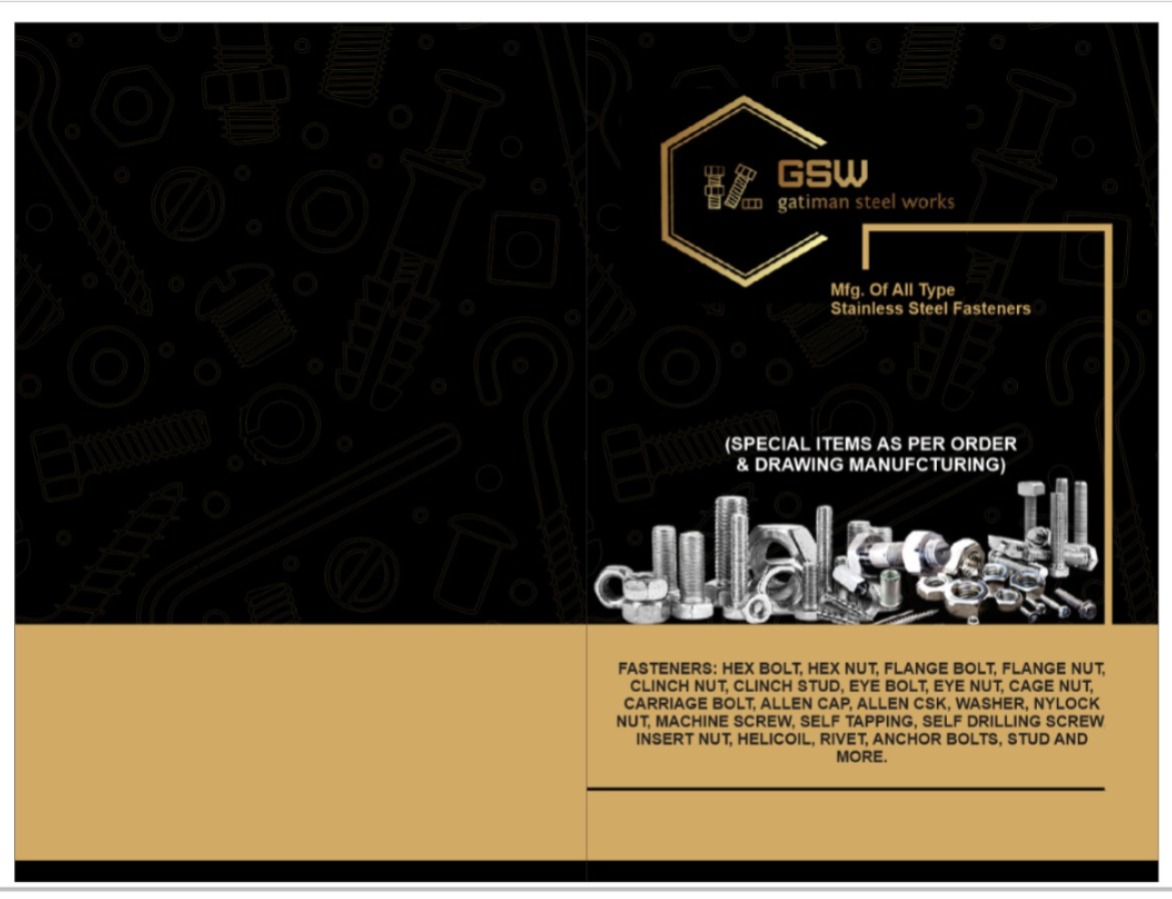 GSW
gatiman steel works
Mfg. Of All Type
Stainless Steel Fasteners
(SPECIAL ITEMS AS PER ORDER
& DRAWING MANUFCTURING)
FASTENERS: HEX BOLT, HEX NUT, FLANGE BOLT, FLANGE NUT,
CLINCH NUT, CLINCH STUD, EYE BOLT, EYE NUT, CAGE NUT,
CARRIAGE BOLT, ALLEN CAP, ALLEN CSK, WASHER, NYLOCK
NUT, MACHINE SCREW, SELF TAPPING, SELF DRILLING SCREW
INSERT NUT, HELICOIL, RIVET, ANCHOR BOLTS, STUD AND
MORE.